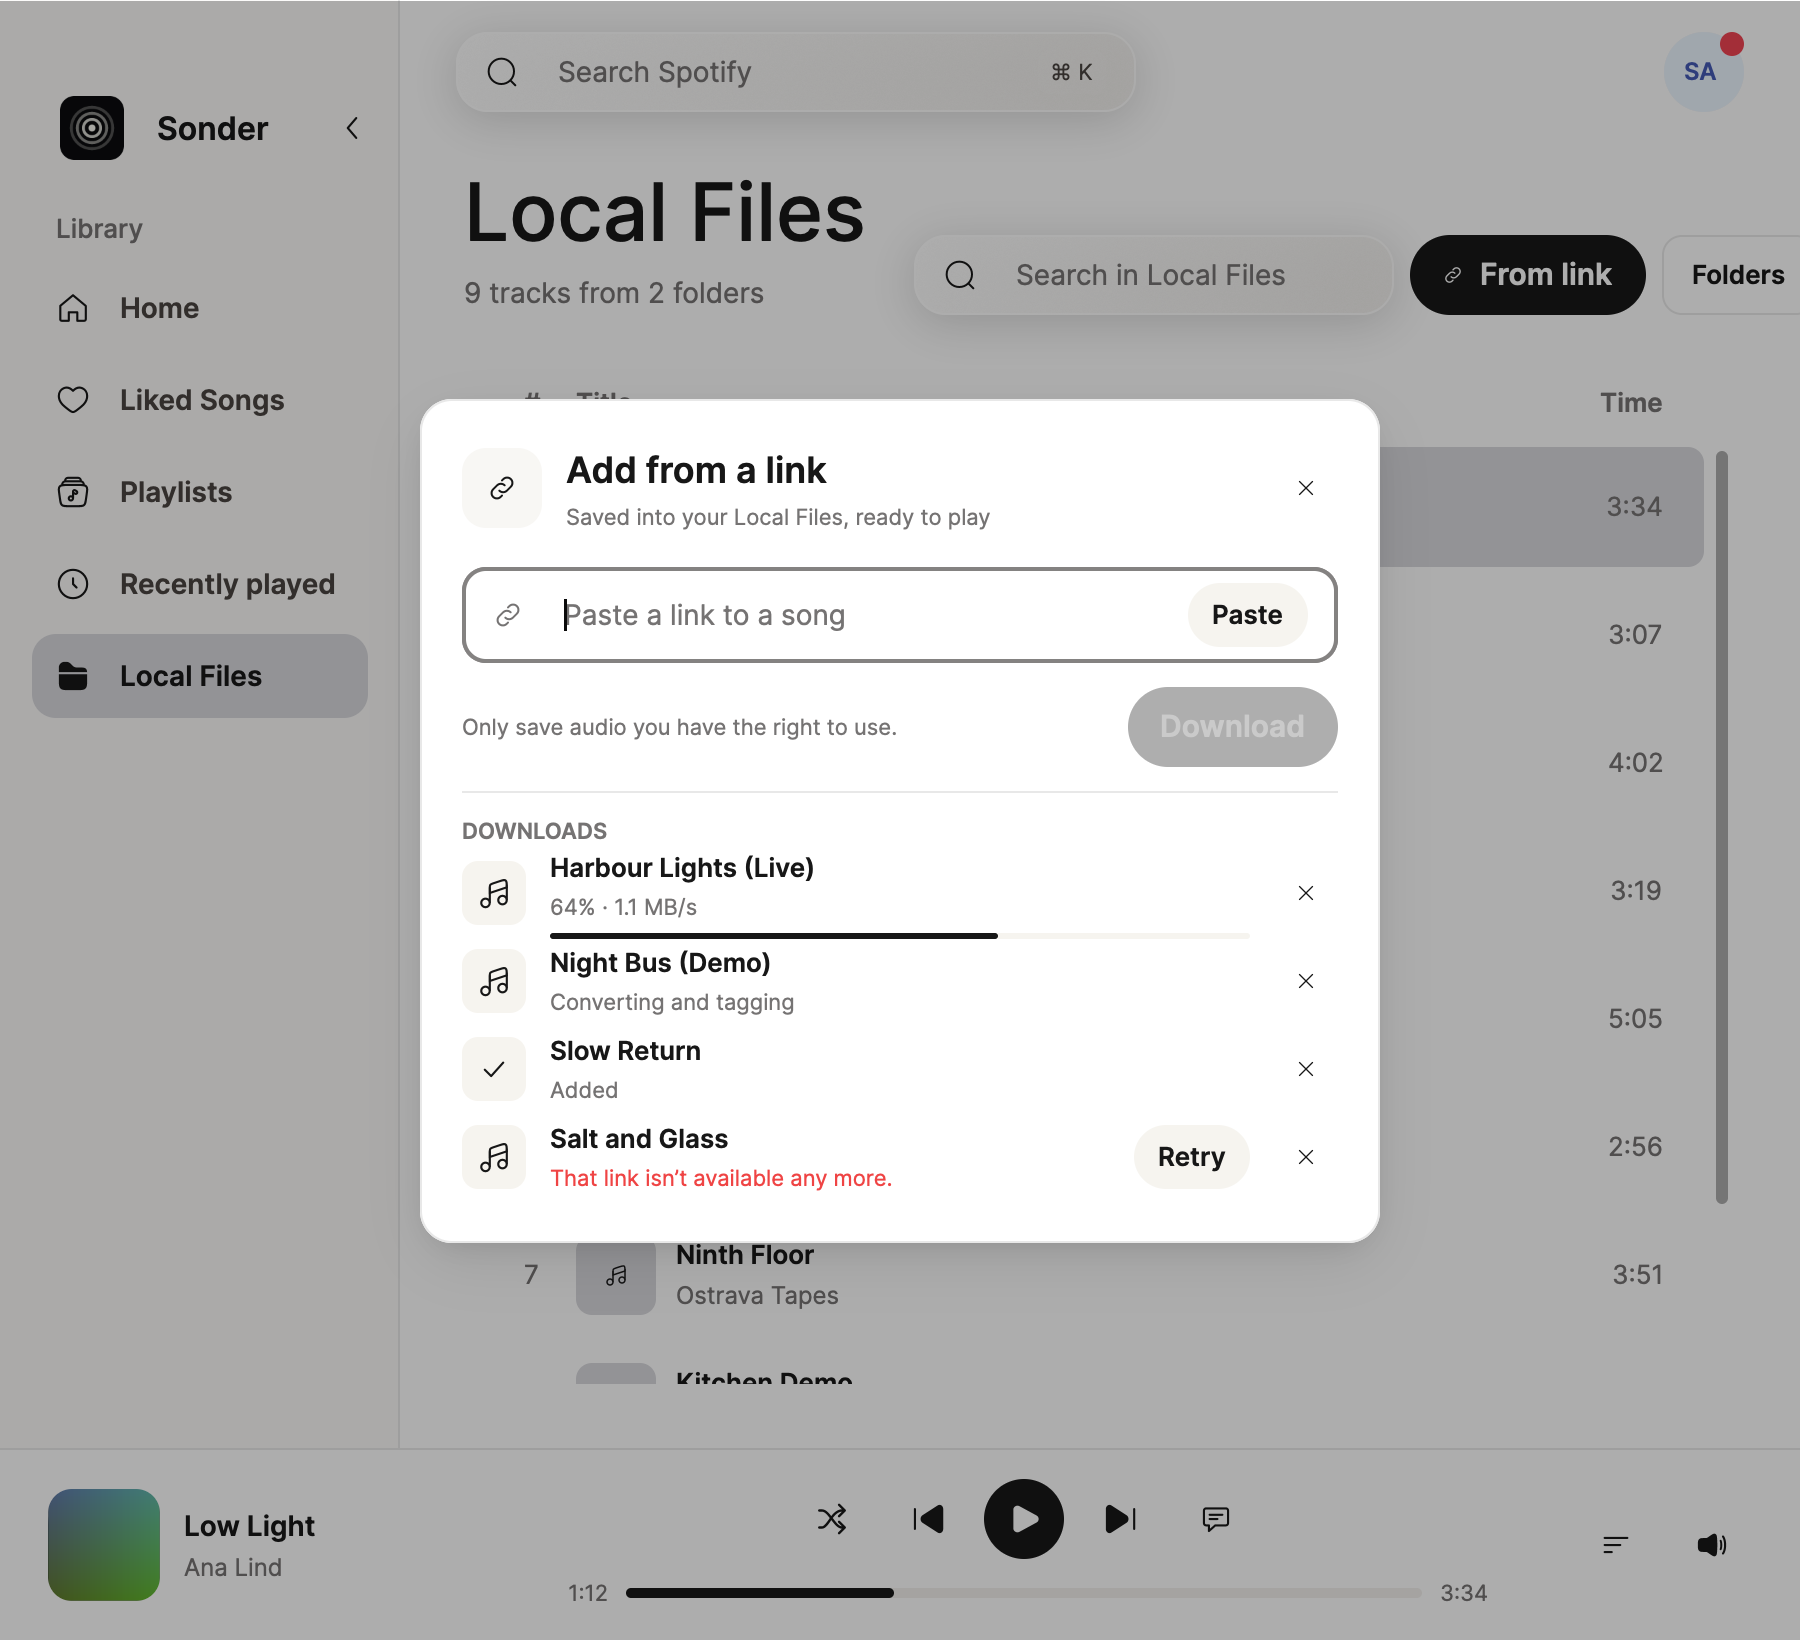 Search Spotify
⌘ K
SA
Sonder
Library
Home
Liked Songs
Playlists
Recently played
Local Files
Local Files
9 tracks from 2 folders
Search in Local Files
From link
Folders
# Title
Time
3:34
3:07
4:02
3:19
5:05
2:56
Add from a link
Saved into your Local Files, ready to play
Paste a link to a song
Paste
Only save audio you have the right to use.
Download
DOWNLOADS
Harbour Lights (Live)
64% · 1.1 MB/s
Night Bus (Demo)
Converting and tagging
Slow Return
Added
Salt and Glass
That link isn’t available any more.
Retry
7
Ninth Floor
Ostrava Tapes
3:51
Kitchen Demo
Low Light
Ana Lind
1:12
3:34